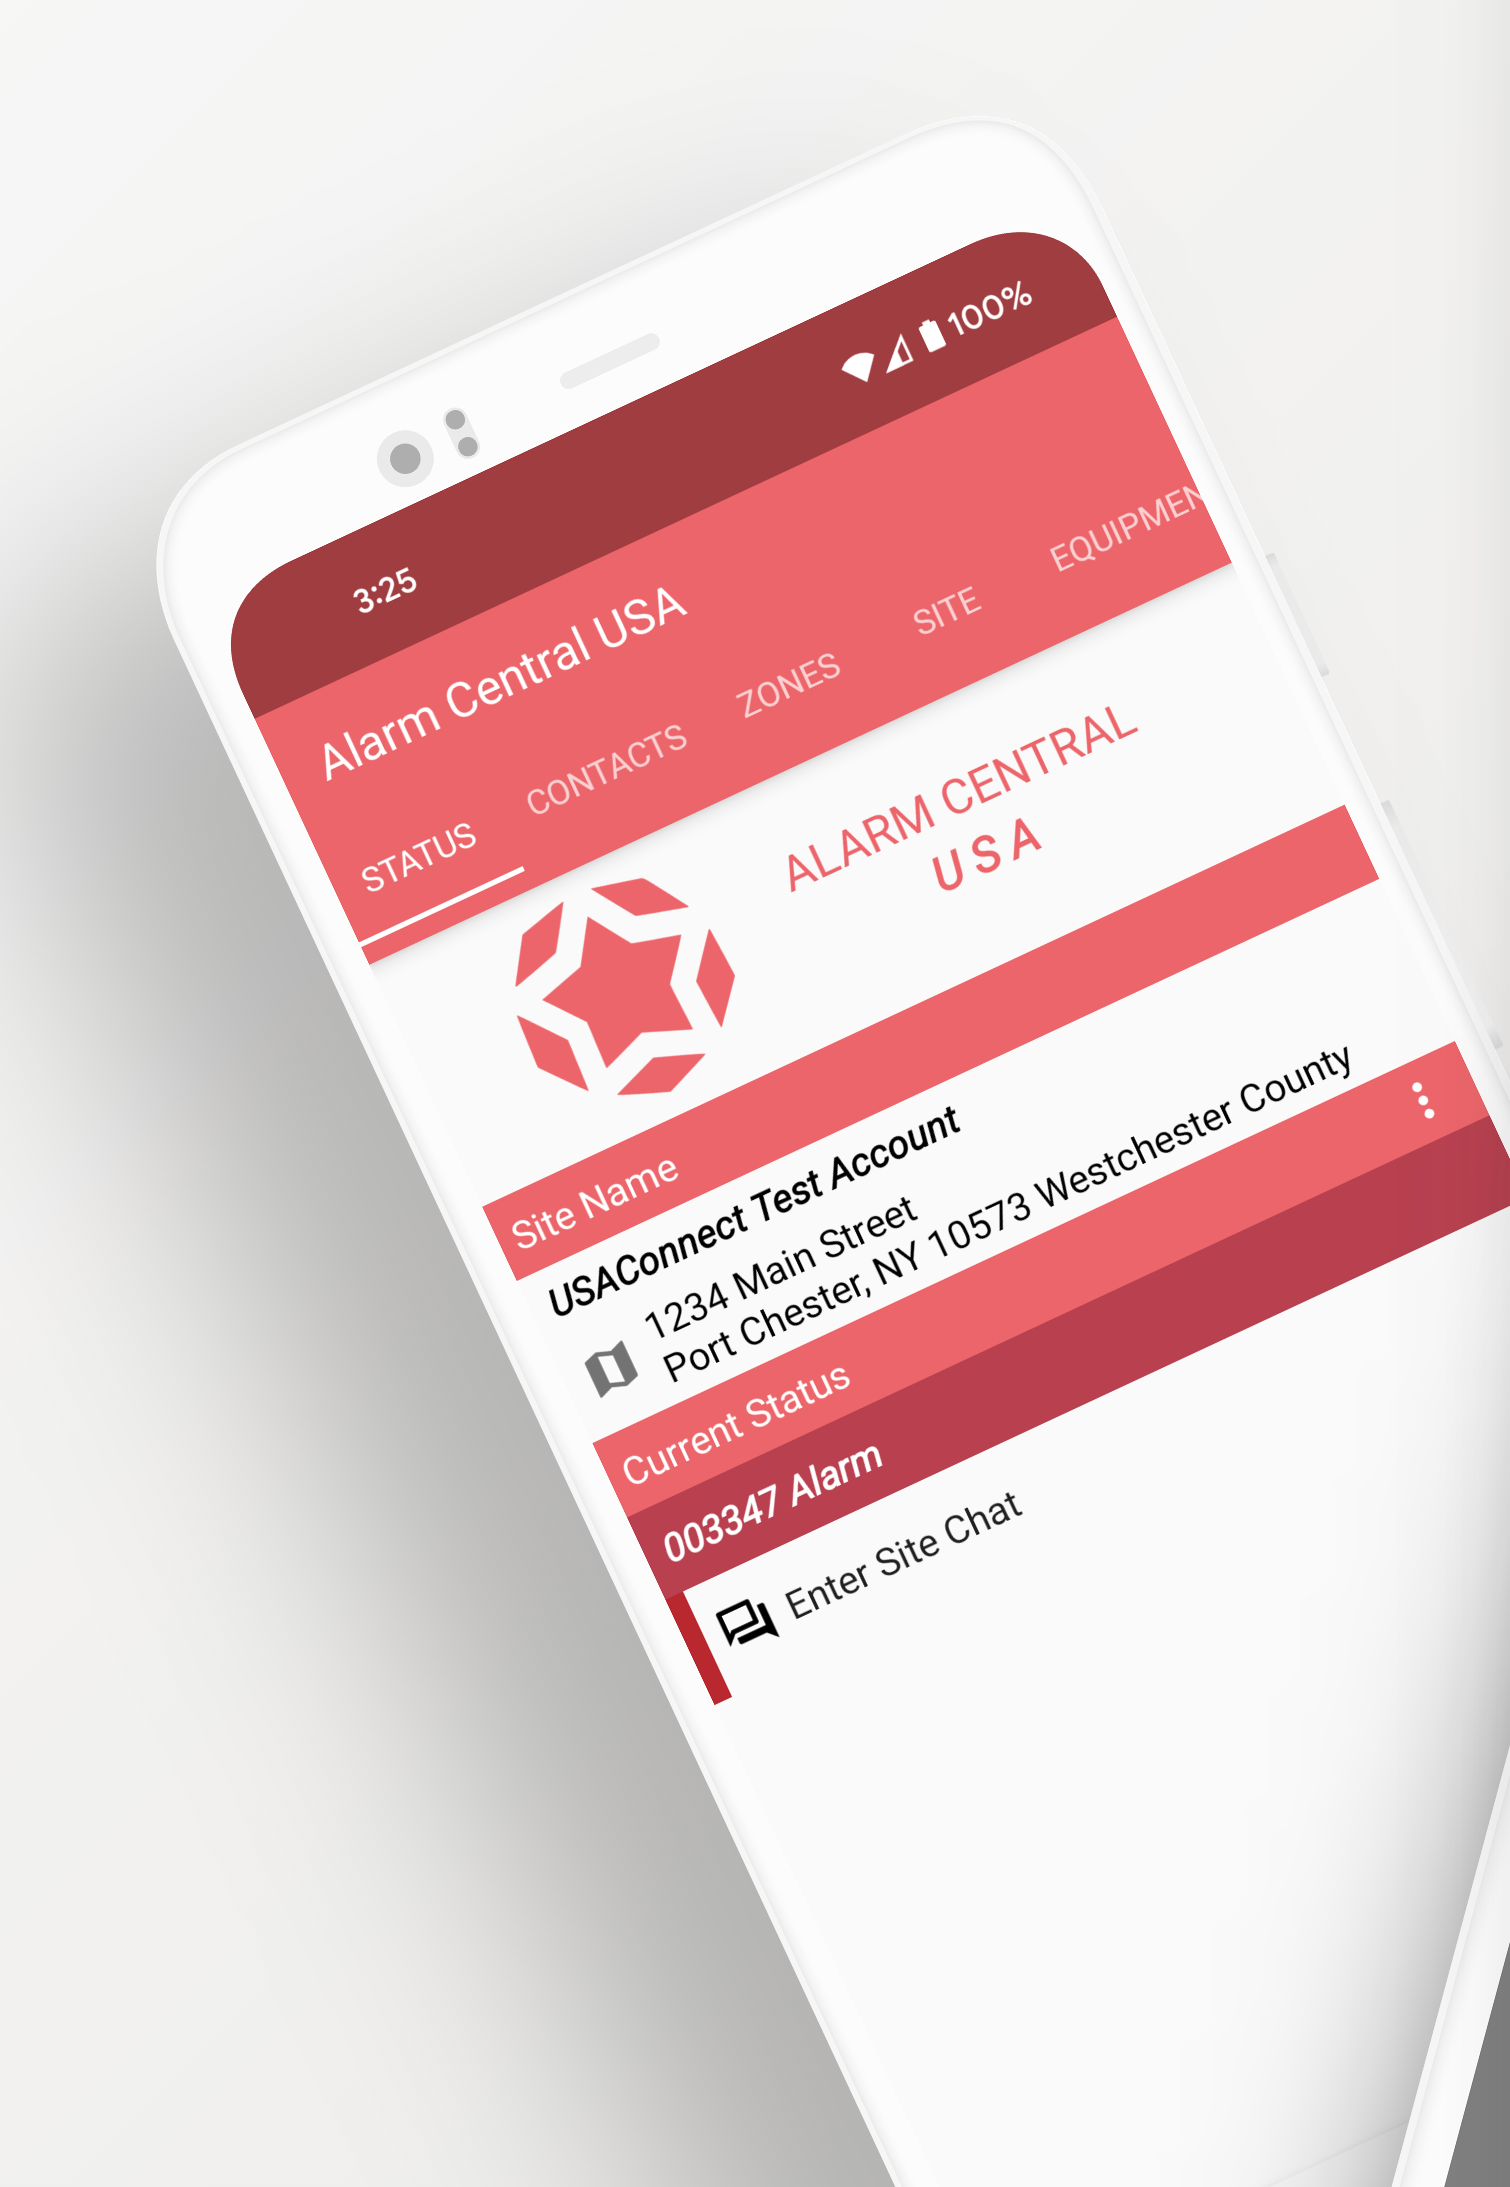 3:25
100%
Alarm Central USA
STATUS CONTACTS ZONES SITE EQUIPMEN
ALARM CENTRAL
USA
Site Name
USAConnect Test Account
1234 Main Street
Port Chester, NY 10573 Westchester County
Current Status
003347 Alarm
Enter Site Chat